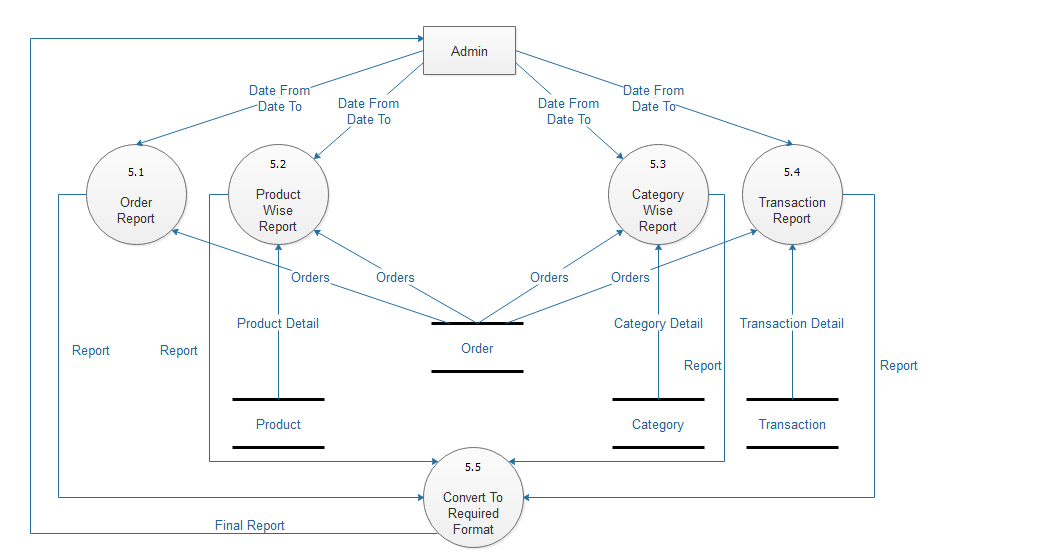 Admin
Date From
Date To
Date From
Date To
Date From
Date To
Date From
Date To
5.1
Order
Report
5.2
Product
Wise
Report
5.3
Category
Wise
Report
5.4
Transaction
Report
Orders
Orders
Orders
Orders
Product Detail
Category Detail
Transaction Detail
Order
Report
Report
Report
Report
Product
Category
Transaction
5.5
Convert To
Required
Format
Final Report